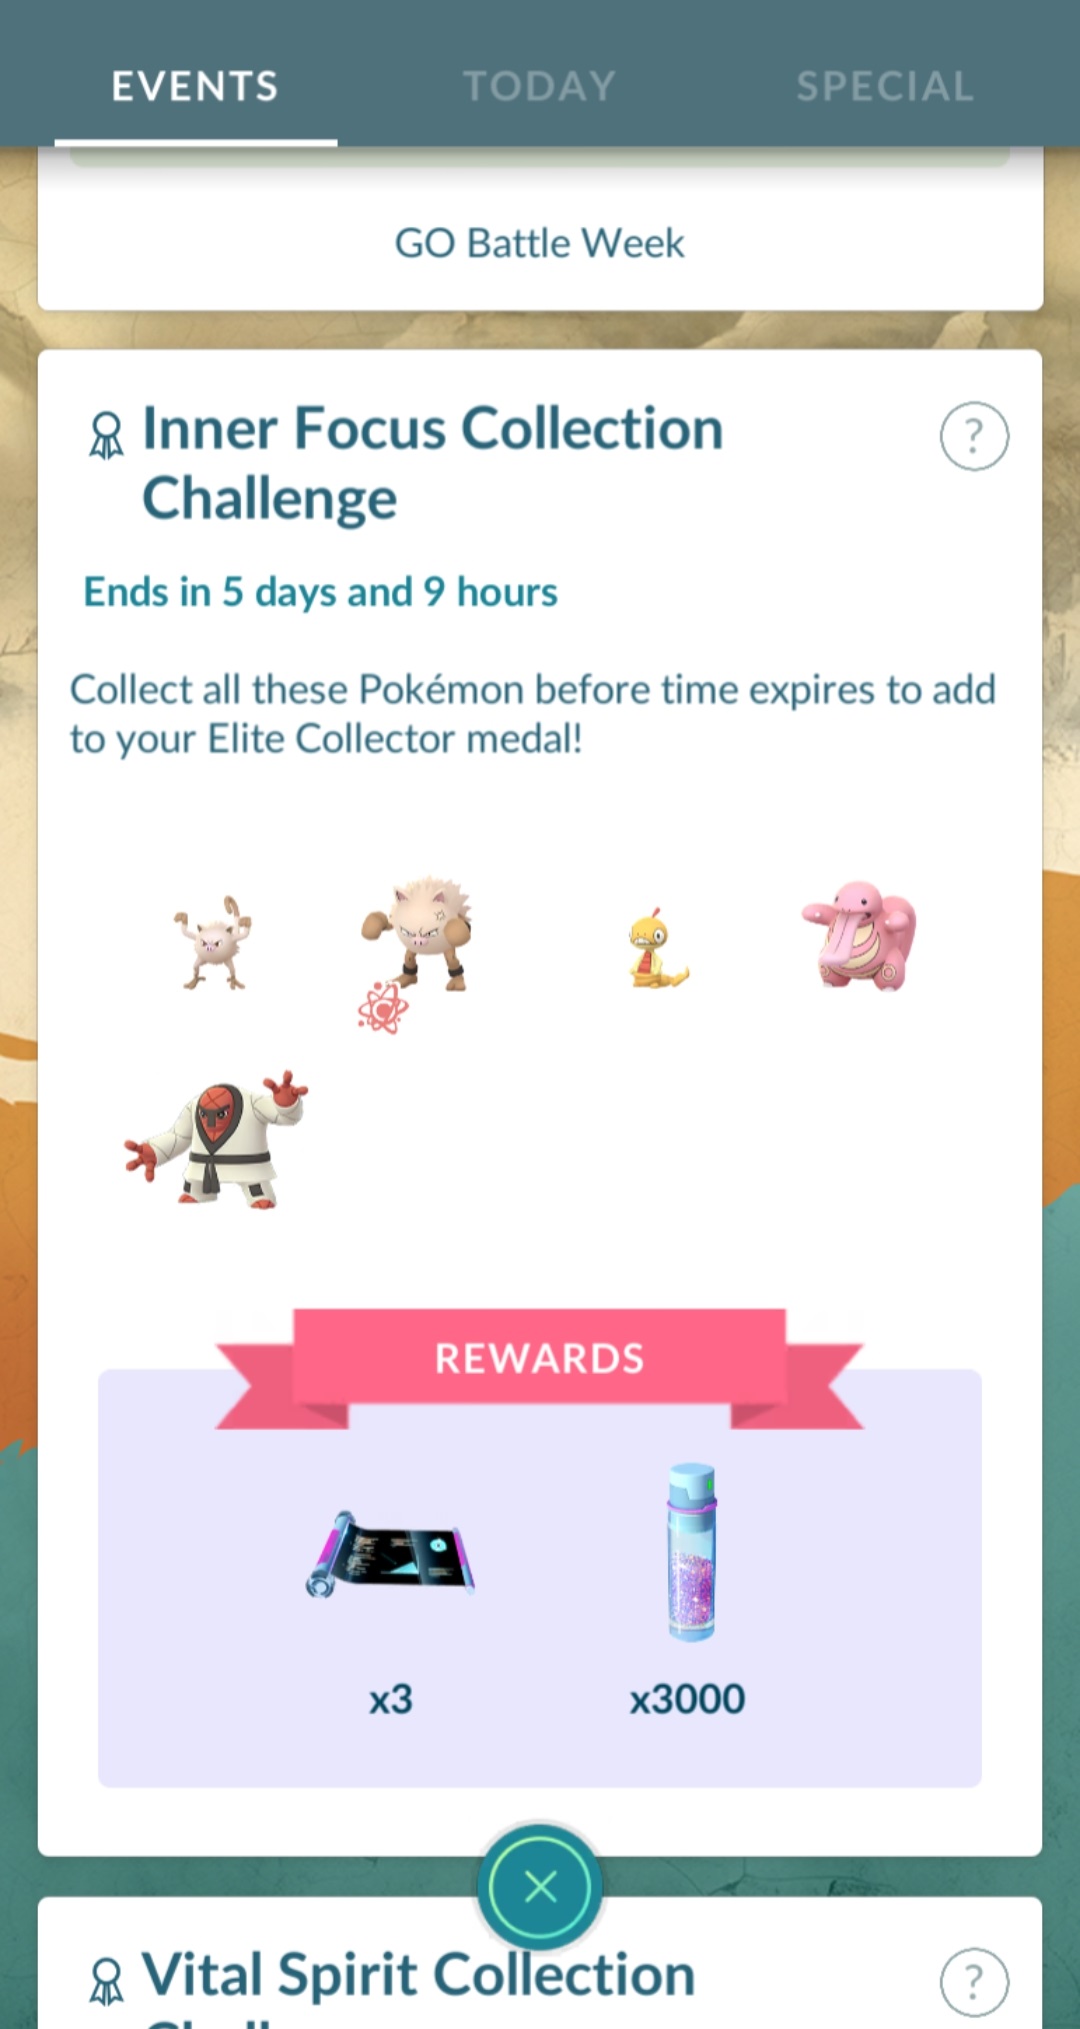 EVENTS TODAY SPECIAL
GO Battle Week
Inner Focus Collection
Challenge
?
Ends in 5 days and 9 hours
Collect all these Pokémon before time expires to add
to your Elite Collector medal!
REWARDS
x3 x3000
Vital Spirit Collection
?